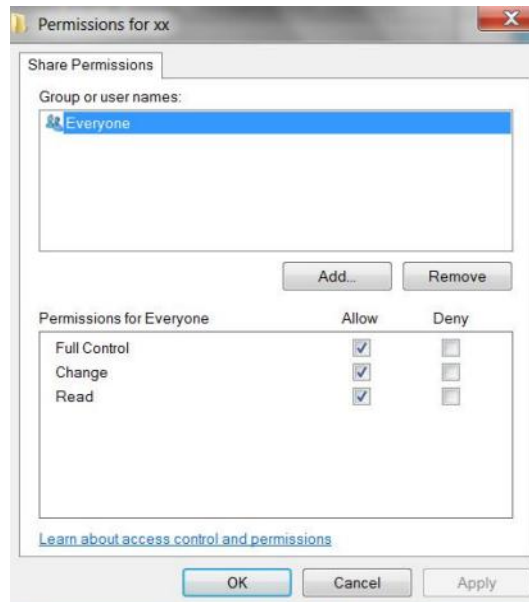 Permissions for xx
Share Permissions
Group or user names:
Everyone
Add...
Remove
Permissions for Everyone Allow Deny
Full Control
Change
Read
Learn about access control and permissions
OK
Cancel
Apply